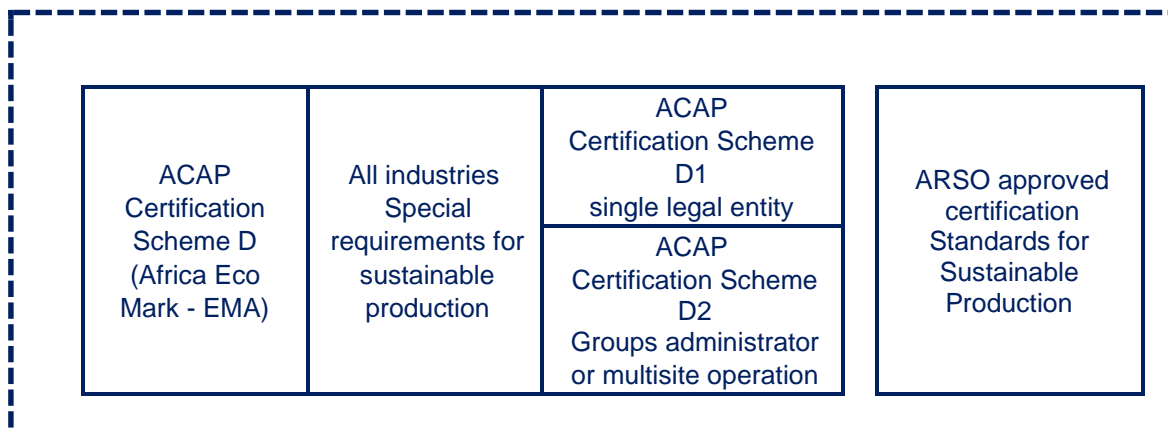 ACAP
Certification
Scheme D
(Africa Eco
Mark - EMA)
All industries
Special
requirements for
sustainable
production
ACAP
Certification Scheme
D1
single legal entity
ACAP
Certification Scheme
D2
Groups administrator
or multisite operation
ARSO approved
certification
Standards for
Sustainable
Production